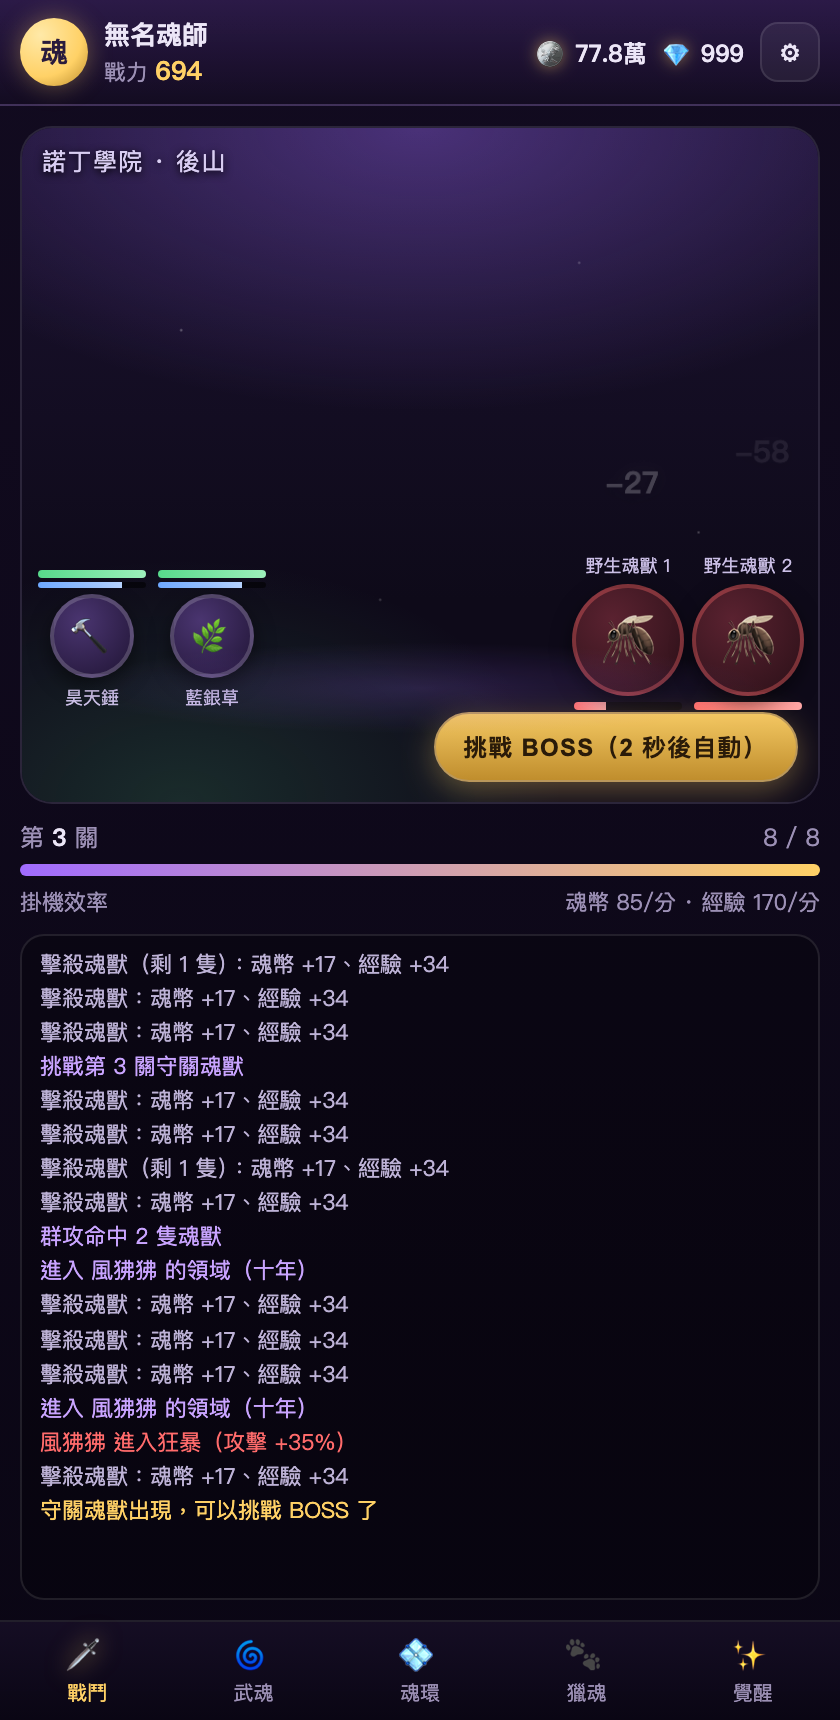 魂
無名魂師
戰力 694
77.8萬
999
諾丁學院 · 後山
-58
-27
野生魂獸 1
野生魂獸 2
昊天錘
藍銀草
挑戰 BOSS（2 秒後自動）
第 3 關
8 / 8
掛機效率
魂幣 85/分 · 經驗 170/分
擊殺魂獸（剩 1 隻）：魂幣 +17、經驗 +34
擊殺魂獸：魂幣 +17、經驗 +34
擊殺魂獸：魂幣 +17、經驗 +34
挑戰第 3 關守關魂獸
擊殺魂獸：魂幣 +17、經驗 +34
擊殺魂獸：魂幣 +17、經驗 +34
擊殺魂獸（剩 1 隻）：魂幣 +17、經驗 +34
擊殺魂獸：魂幣 +17、經驗 +34
群攻命中 2 隻魂獸
進入 風狒狒 的領域（十年）
擊殺魂獸：魂幣 +17、經驗 +34
擊殺魂獸：魂幣 +17、經驗 +34
擊殺魂獸：魂幣 +17、經驗 +34
進入 風狒狒 的領域（十年）
風狒狒 進入狂暴（攻擊 +35%）
擊殺魂獸：魂幣 +17、經驗 +34
守關魂獸出現，可以挑戰 BOSS 了
戰鬥
武魂
魂環
獵魂
覺醒